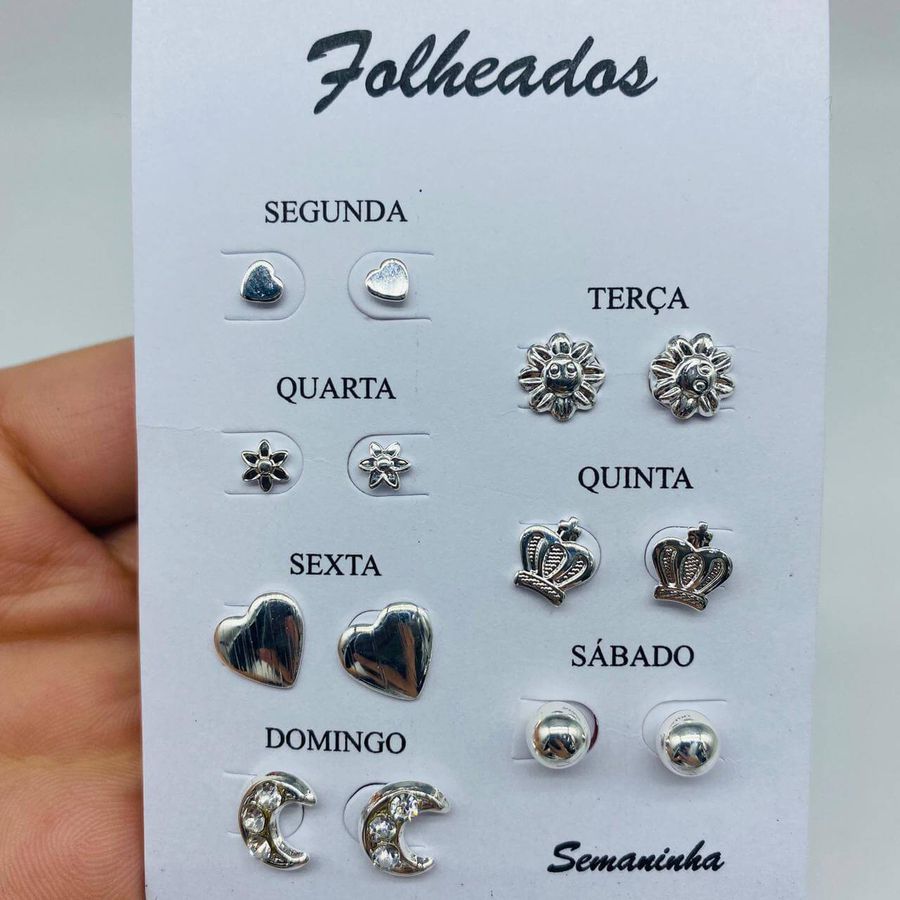 Folheados
SEGUNDA
TERÇA
QUARTA
QUINTA
SEXTA
SÁBADO
DOMINGO
Semaninha